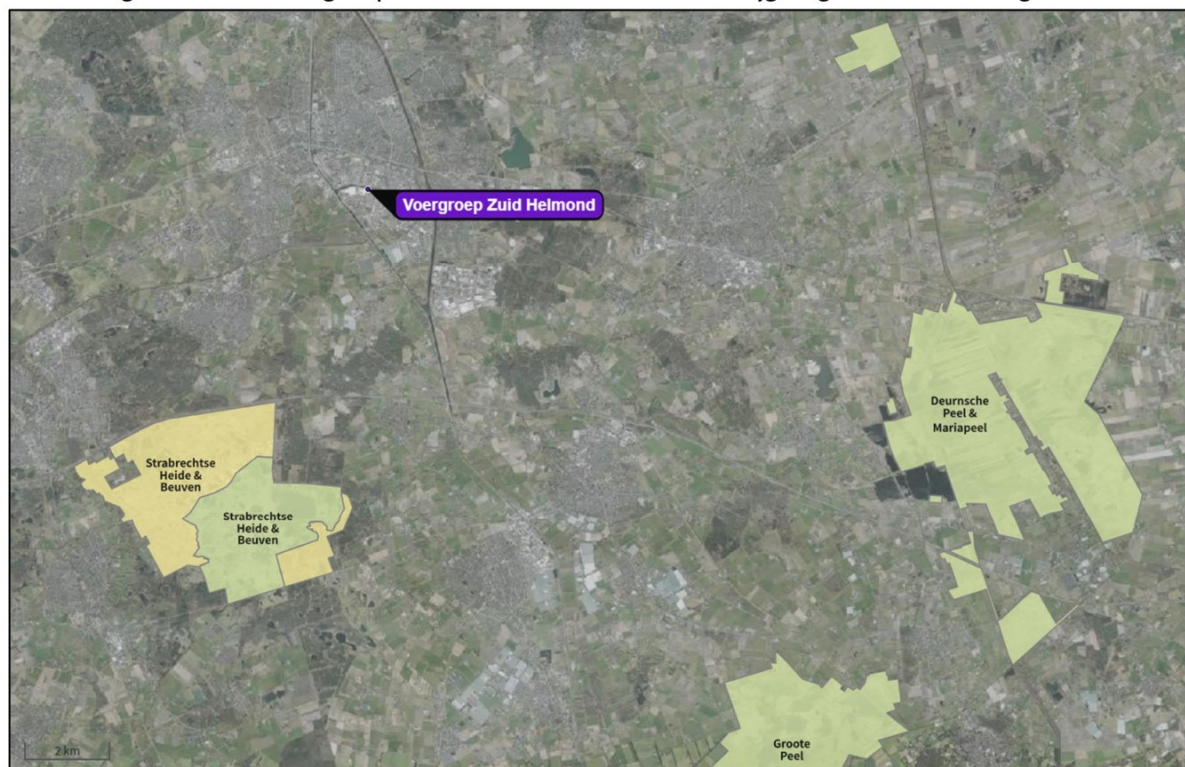 Voergroep Zuid Helmond
Deurnsche
Peel &
Mariapeel
Strabrechtse
Heide &
Beuven
Strabrechtse
Heide &
Beuven
Groote
Peel
2 km